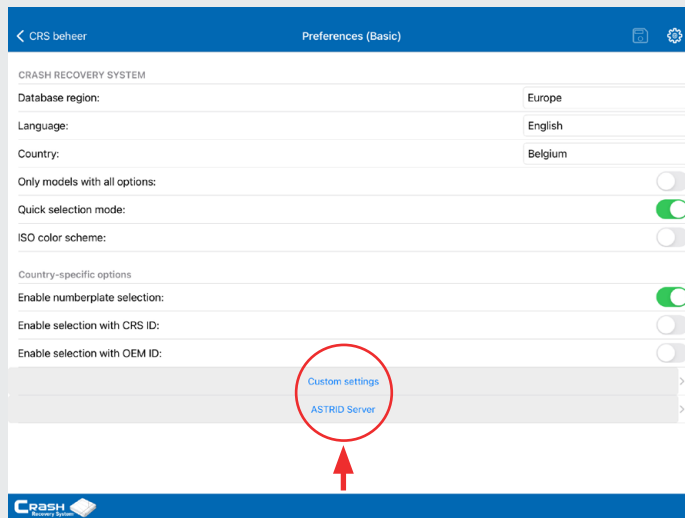 CRS beheer Preferences (Basic)
CRASH RECOVERY SYSTEM
Database region: Europe
Language: English
Country: Belgium
Only models with all options:
Quick selection mode:
ISO color scheme:
Country-specific options
Enable numberplate selection:
Enable selection with CRS ID:
Enable selection with OEM ID:
Custom settings
ASTRID Server
CRASH
Recovery System